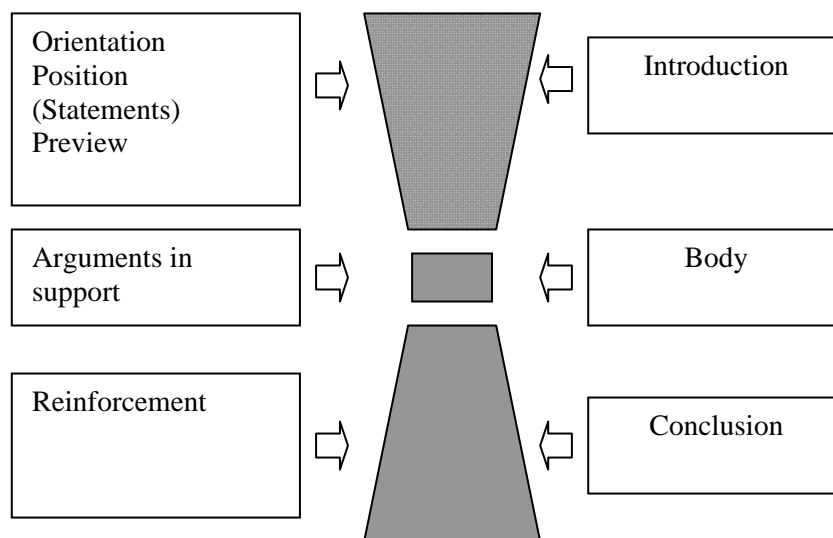 Orientation
Position
(Statements)
Preview
Introduction
Arguments in
support
Body
Reinforcement
Conclusion